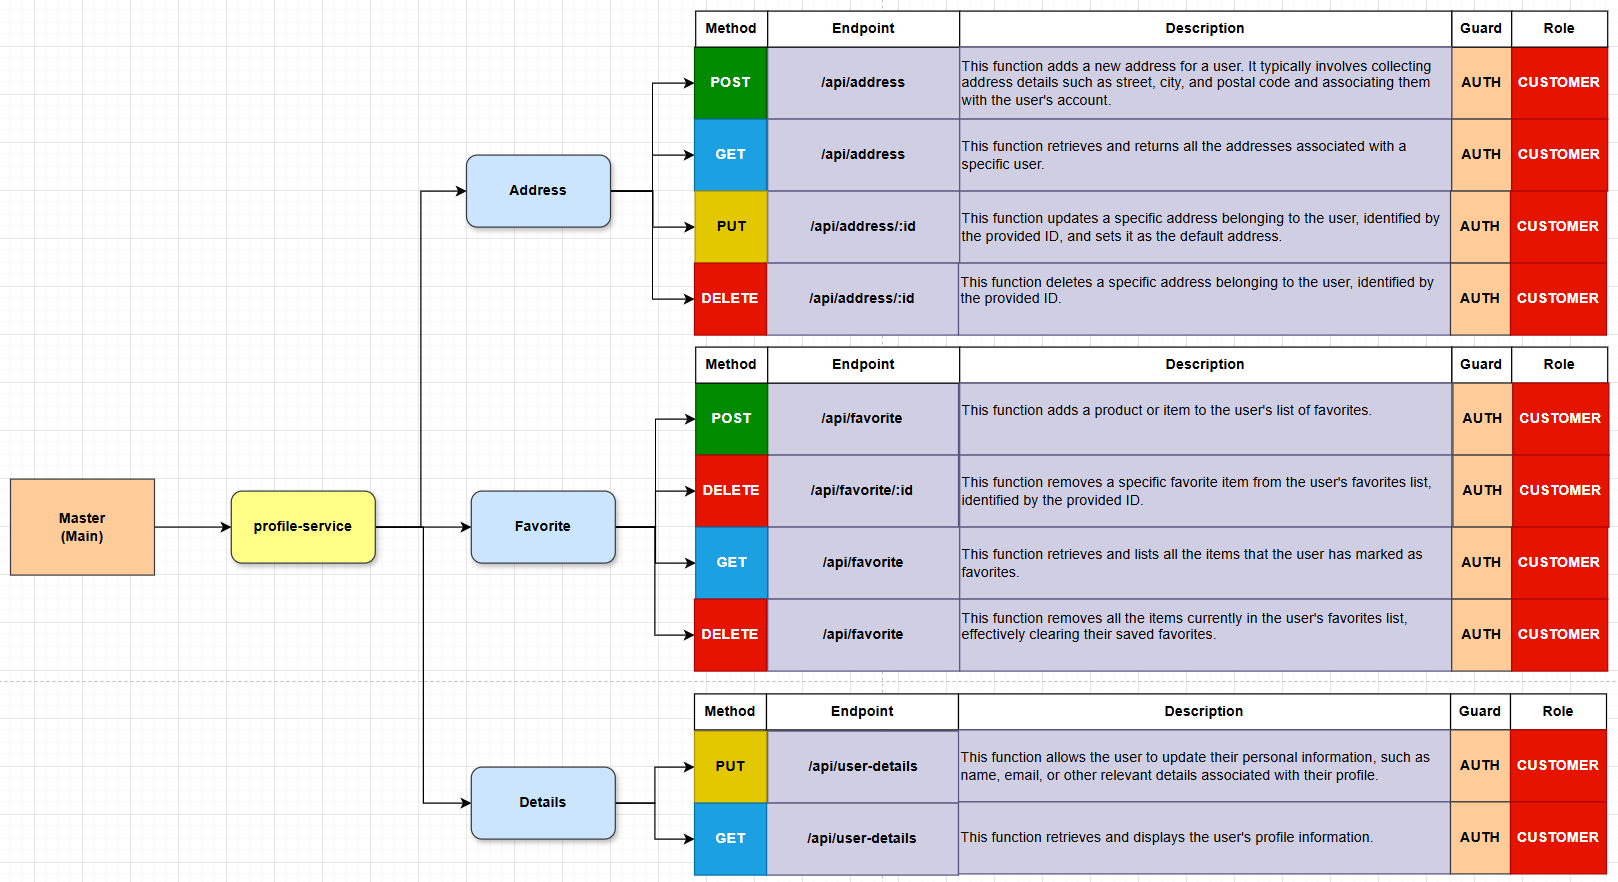 Method Endpoint Description Guard Role
POST /api/address This function adds a new address for a user. It typically involves collecting
address details such as street, city, and postal code and associating them
with the user's account. AUTH CUSTOMER
GET /api/address This function retrieves and returns all the addresses associated with a
specific user. AUTH CUSTOMER
Address
PUT /api/address/:id This function updates a specific address belonging to the user, identified by
the provided ID, and sets it as the default address. AUTH CUSTOMER
DELETE /api/address/:id This function deletes a specific address belonging to the user, identified by
the provided ID. AUTH CUSTOMER
Method Endpoint Description Guard Role
POST /api/favorite This function adds a product or item to the user's list of favorites. AUTH CUSTOMER
DELETE /api/favorite/:id This function removes a specific favorite item from the user's favorites list,
identified by the provided ID. AUTH CUSTOMER
Master
(Main)
profile-service
Favorite
GET /api/favorite This function retrieves and lists all the items that the user has marked as
favorites. AUTH CUSTOMER
DELETE /api/favorite This function removes all the items currently in the user's favorites list,
effectively clearing their saved favorites. AUTH CUSTOMER
Method Endpoint Description Guard Role
PUT /api/user-details This function allows the user to update their personal information, such as
name, email, or other relevant details associated with their profile. AUTH CUSTOMER
Details
GET /api/user-details This function retrieves and displays the user's profile information. AUTH CUSTOMER